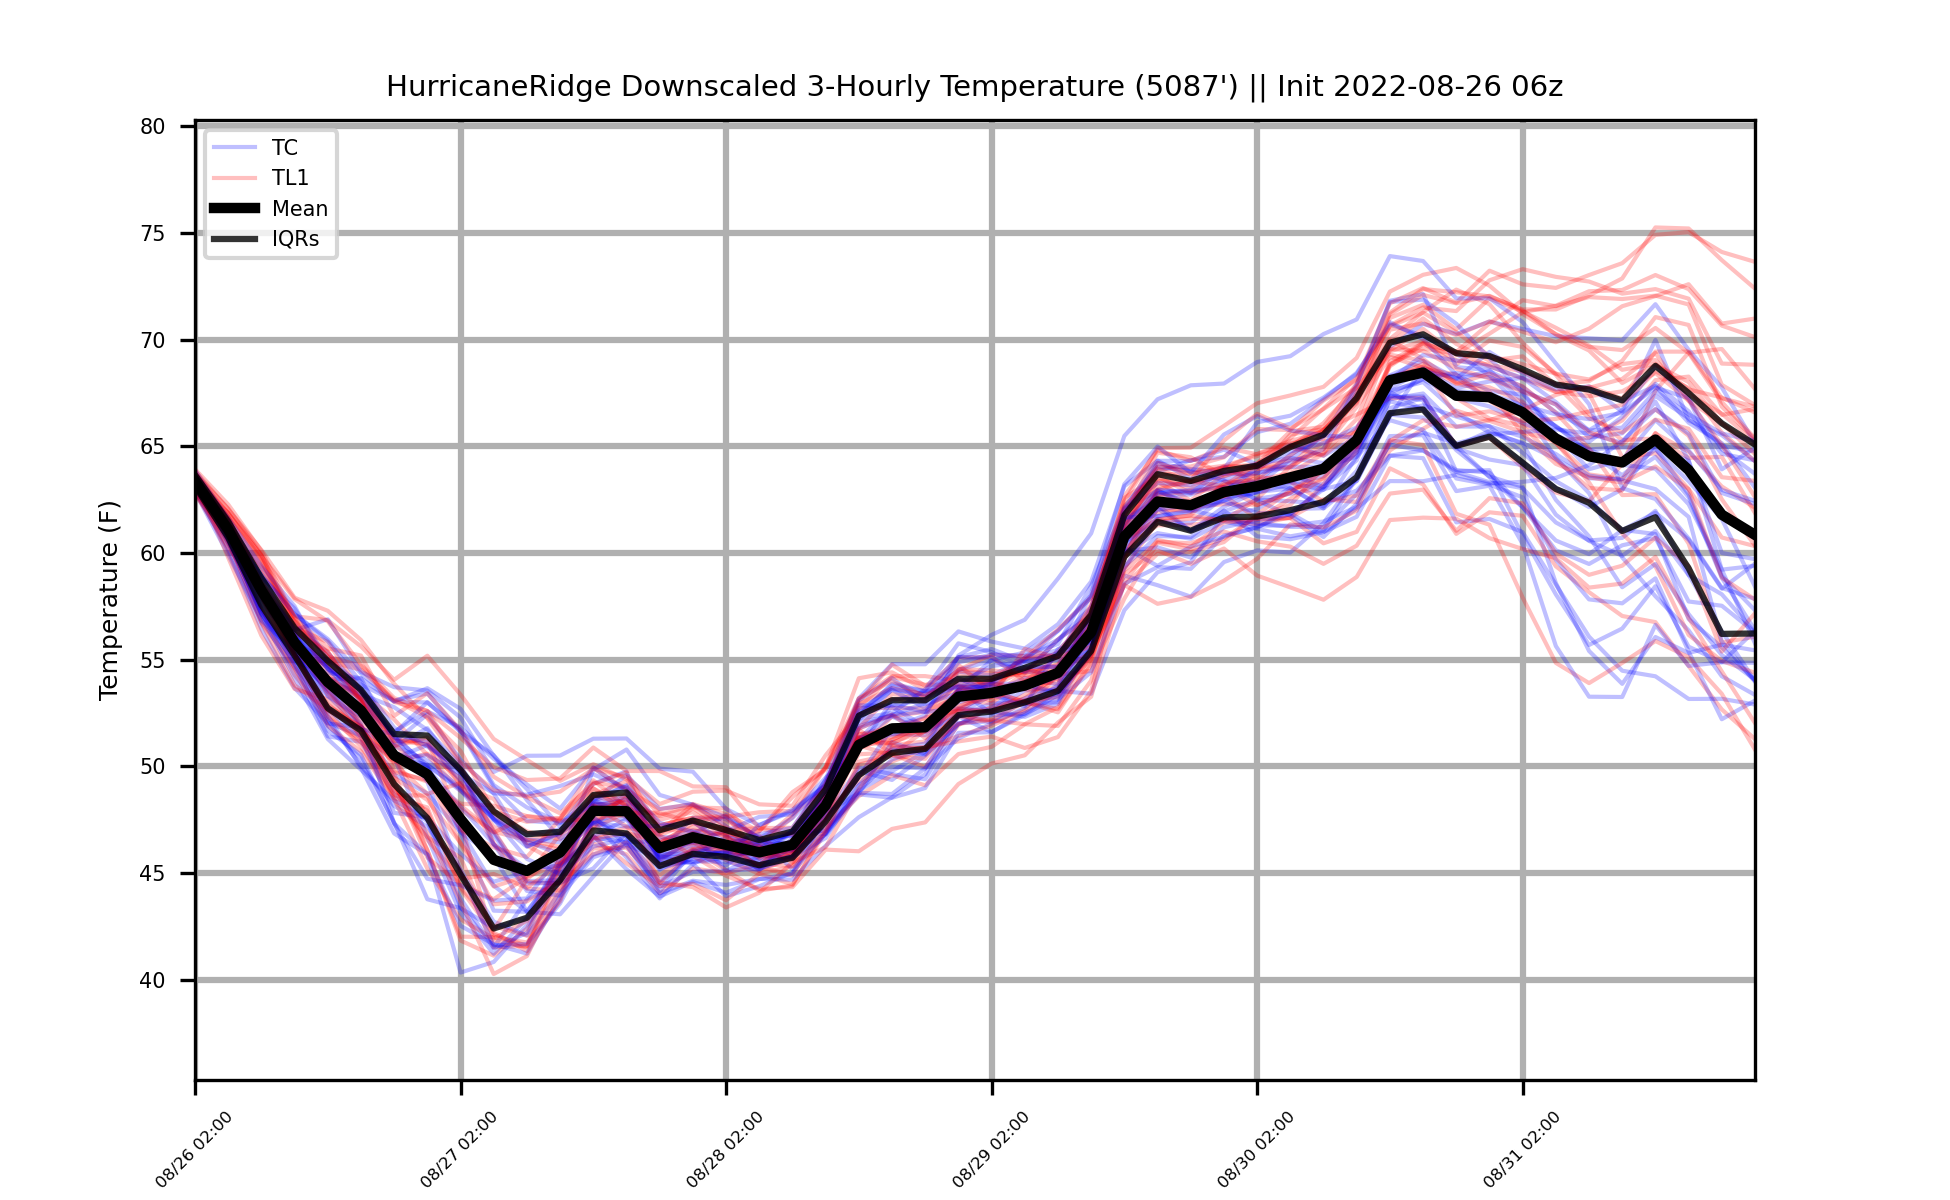 HurricaneRidge Downscaled 3-Hourly Temperature (5087') || Init 2022-08-26 06z
TC
TL1
Mean
IQRs
Temperature (F)
80
75
70
65
60
55
50
45
40
08/26 02:00
08/27 02:00
08/28 02:00
08/29 02:00
08/30 02:00
08/31 02:00